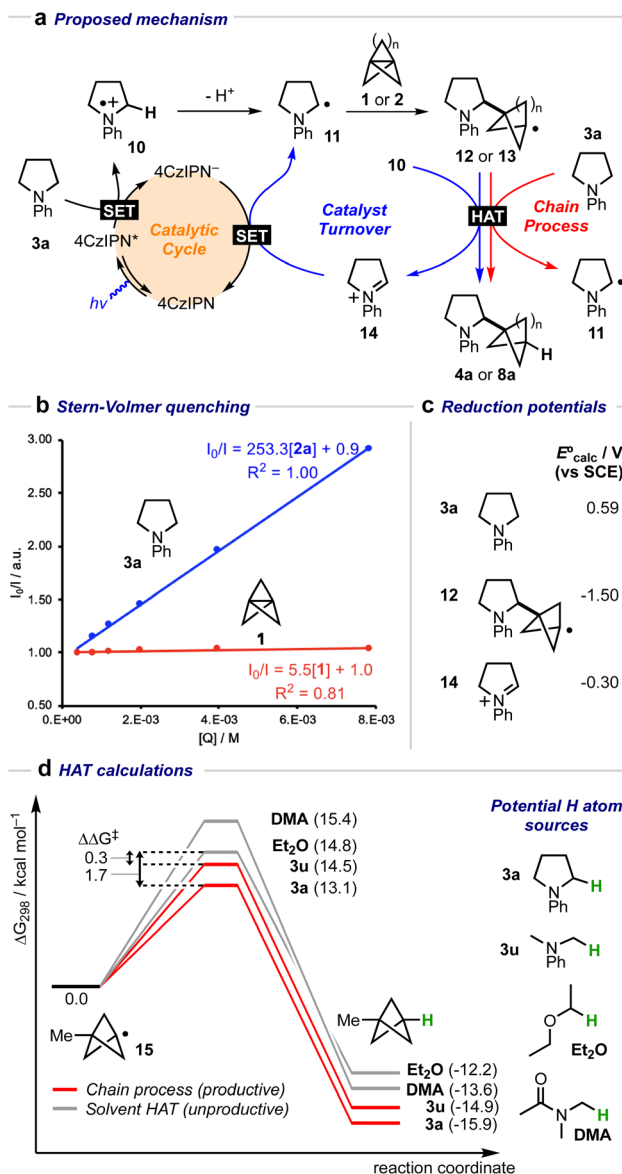 a Proposed mechanism
( )n
- H⁺
1 or 2
H
N
Ph
10
N
Ph
11
N
Ph
( )n
12 or 13
3a
N
Ph
3a
N
Ph
SET
4CzIPN⁻
4CzIPN*
hv
4CzIPN
Catalytic
Cycle
SET
10
Catalyst
Turnover
HAT
Chain
Process
N
+
Ph
14
N
Ph
( )n
H
4a or 8a
N
Ph
11
b Stern-Volmer quenching
I₀/I / a.u.
3.00
2.50
2.00
1.50
1.00
0.50
I₀/I = 253.3[2a] + 0.9
R² = 1.00
N
Ph
3a
1
I₀/I = 5.5[1] + 1.0
R² = 0.81
0.E+00 2.E-03 4.E-03 6.E-03 8.E-03
[Q] / M
c Reduction potentials
E⁰calc / V
(vs SCE)
3a
N
Ph
0.59
12
N
Ph
-1.50
14
N
+
Ph
-0.30
d HAT calculations
ΔG₂₉₈ / kcal mol⁻¹
ΔΔG‡
0.3
1.7
DMA (15.4)
Et₂O (14.8)
3u (14.5)
3a (13.1)
0.0
Me
15
Me
H
Et₂O (-12.2)
DMA (-13.6)
3u (-14.9)
3a (-15.9)
Chain process (productive)
Solvent HAT (unproductive)
reaction coordinate
Potential H atom
sources
3a
N
Ph
H
3u
N
Ph
H
O
H
Et₂O
O
N
H
DMA